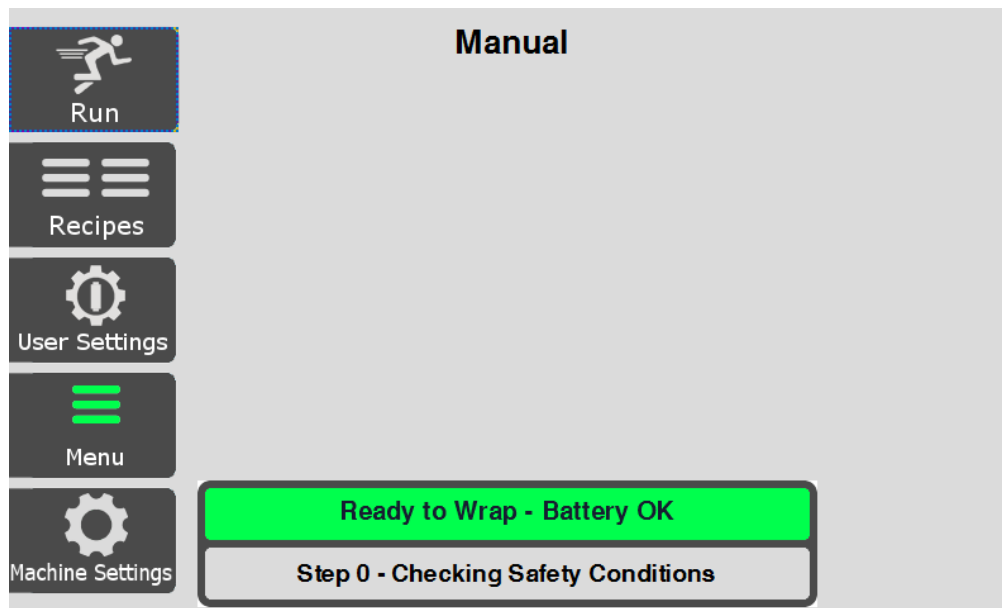 Manual
Run
Recipes
User Settings
Menu
Machine Settings
Ready to Wrap - Battery OK
Step 0 - Checking Safety Conditions